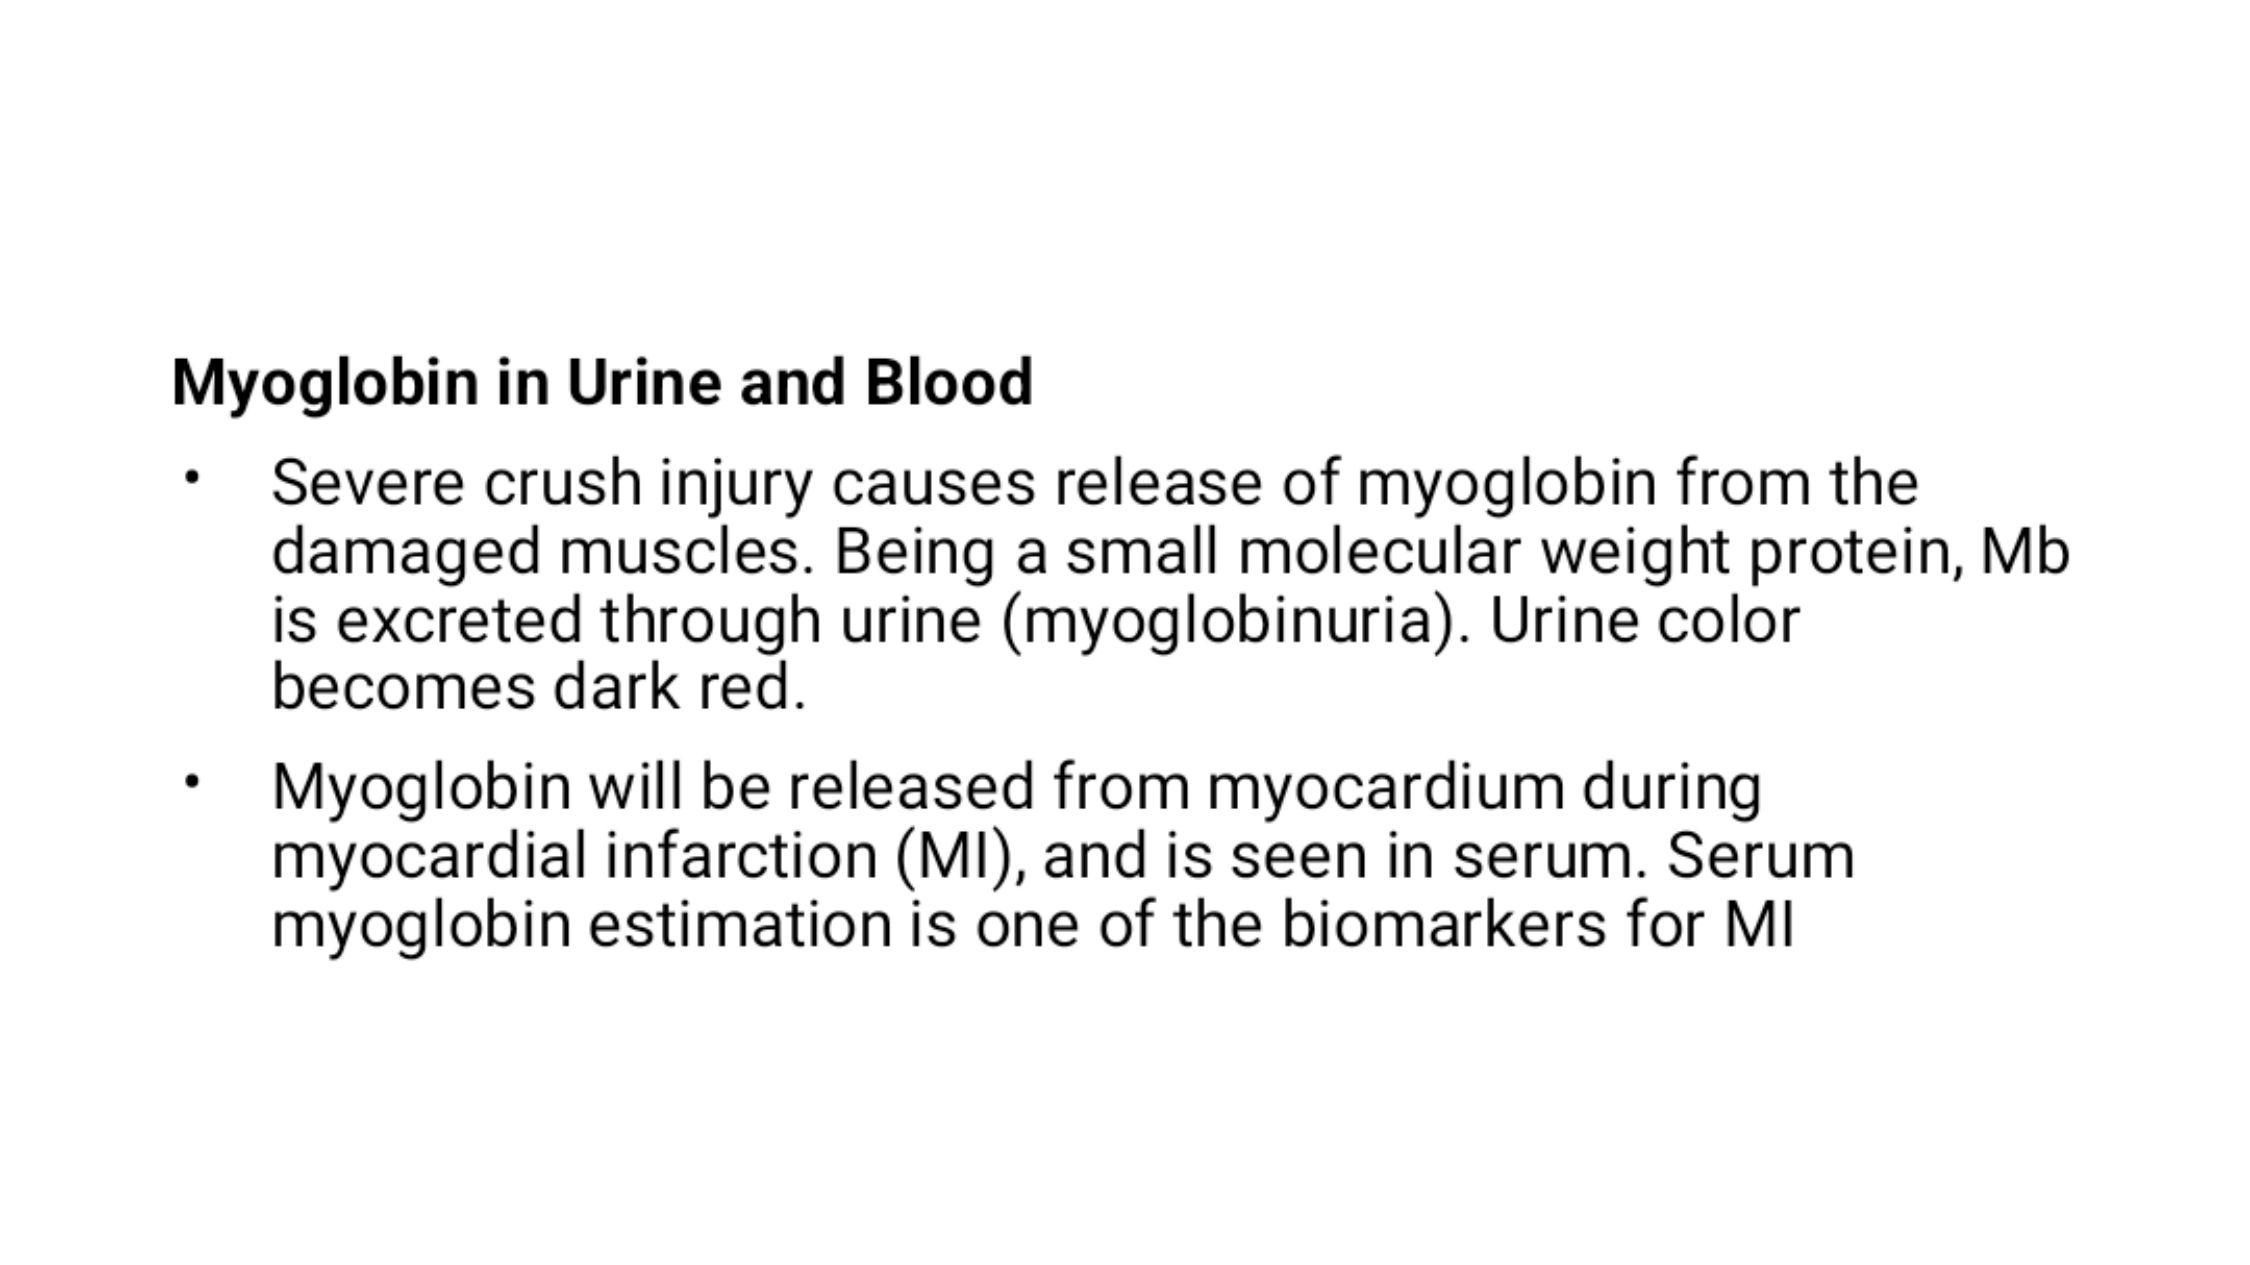 Myoglobin in Urine and Blood
• Severe crush injury causes release of myoglobin from the
damaged muscles. Being a small molecular weight protein, Mb
is excreted through urine (myoglobinuria). Urine color
becomes dark red.
• Myoglobin will be released from myocardium during
myocardial infarction (MI), and is seen in serum. Serum
myoglobin estimation is one of the biomarkers for MI